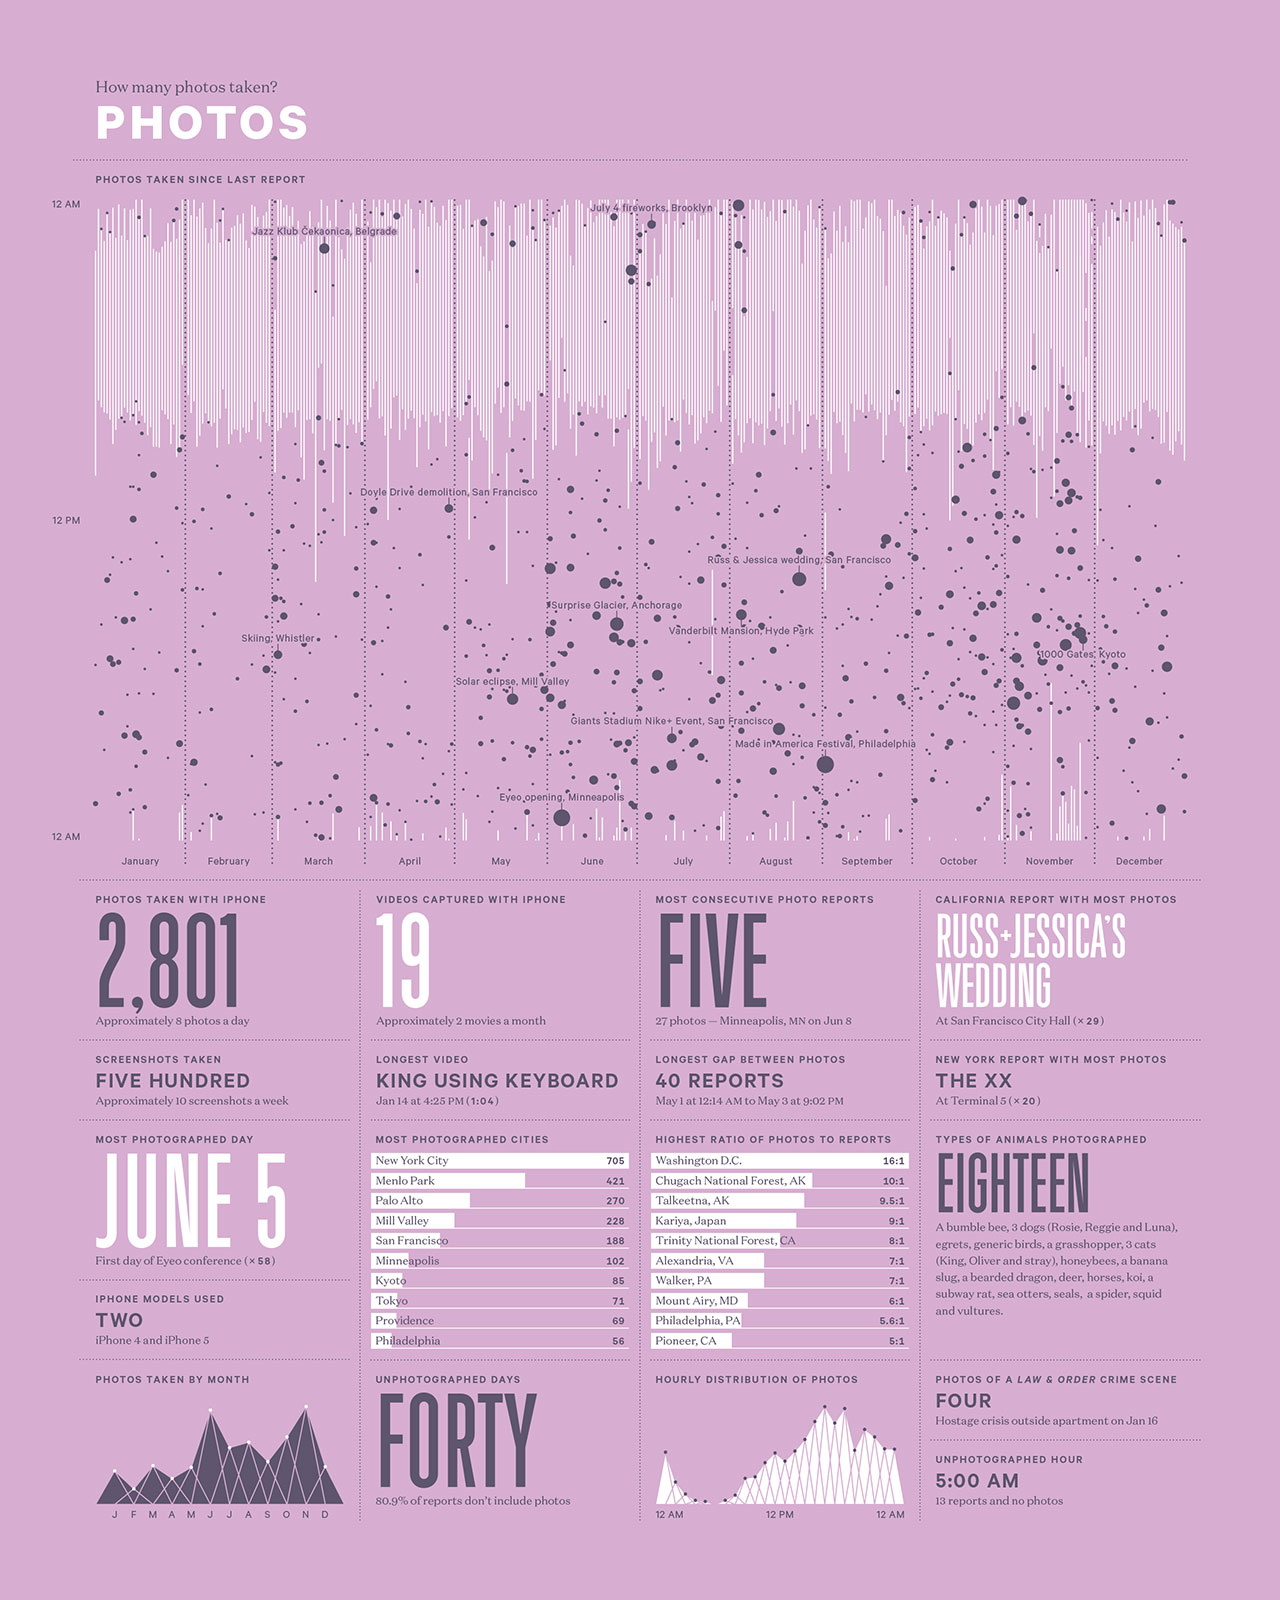 How many photos taken?
PHOTOS
PHOTOS TAKEN SINCE LAST REPORT
12 AM
July 4 fireworks, Brooklyn
Jazz Klub Čekaonica, Belgrade
Doyle Drive demolition, San Francisco
12 PM
Russ & Jessica wedding, San Francisco
Surprise Glacier, Anchorage
Vanderbilt Mansion, Hyde Park
Skiing, Whistler
1000 Gates, Kyoto
Solar eclipse, Mill Valley
Giants Stadium Nike+ Event, San Francisco
Made in America Festival, Philadelphia
Eyeo opening, Minneapolis
12 AM
January February March April May June July August September October November December
PHOTOS TAKEN WITH IPHONE
2,801
Approximately 8 photos a day
VIDEOS CAPTURED WITH IPHONE
19
Approximately 2 movies a month
MOST CONSECUTIVE PHOTO REPORTS
FIVE
27 photos — Minneapolis, MN on Jun 8
CALIFORNIA REPORT WITH MOST PHOTOS
RUSS+JESSICA'S
WEDDING
At San Francisco City Hall (×29)
SCREENSHOTS TAKEN
FIVE HUNDRED
Approximately 10 screenshots a week
LONGEST VIDEO
KING USING KEYBOARD
Jan 14 at 4:25 PM (1:04)
LONGEST GAP BETWEEN PHOTOS
40 REPORTS
May 1 at 12:14 AM to May 3 at 9:02 PM
NEW YORK REPORT WITH MOST PHOTOS
THE XX
At Terminal 5 (×20)
MOST PHOTOGRAPHED DAY
JUNE 5
First day of Eyeo conference (×58)
IPHONE MODELS USED
TWO
iPhone 4 and iPhone 5
MOST PHOTOGRAPHED CITIES
New York City 705
Menlo Park 421
Palo Alto 270
Mill Valley 228
San Francisco 188
Minneapolis 102
Kyoto 85
Tokyo 71
Providence 69
Philadelphia 56
HIGHEST RATIO OF PHOTOS TO REPORTS
Washington D.C. 16:1
Chugach National Forest, AK 10:1
Talkeetna, AK 9.5:1
Kariya, Japan 9:1
Trinity National Forest, CA 8:1
Alexandria, VA 7:1
Walker, PA 7:1
Mount Airy, MD 6:1
Philadelphia, PA 5.6:1
Pioneer, CA 5:1
TYPES OF ANIMALS PHOTOGRAPHED
EIGHTEEN
A bumble bee, 3 dogs (Rosie, Reggie and Luna),
egrets, generic birds, a grasshopper, 3 cats
(King, Oliver and stray), honeybees, a banana
slug, a bearded dragon, deer, horses, koi, a
subway rat, sea otters, seals, a spider, squid
and vultures.
PHOTOS TAKEN BY MONTH
J F M A M J J A S O N D
UNPHOTOGRAPHED DAYS
FORTY
80.9% of reports don't include photos
HOURLY DISTRIBUTION OF PHOTOS
12 AM 12 PM 12 AM
PHOTOS OF A LAW & ORDER CRIME SCENE
FOUR
Hostage crisis outside apartment on Jan 16
UNPHOTOGRAPHED HOUR
5:00 AM
13 reports and no photos